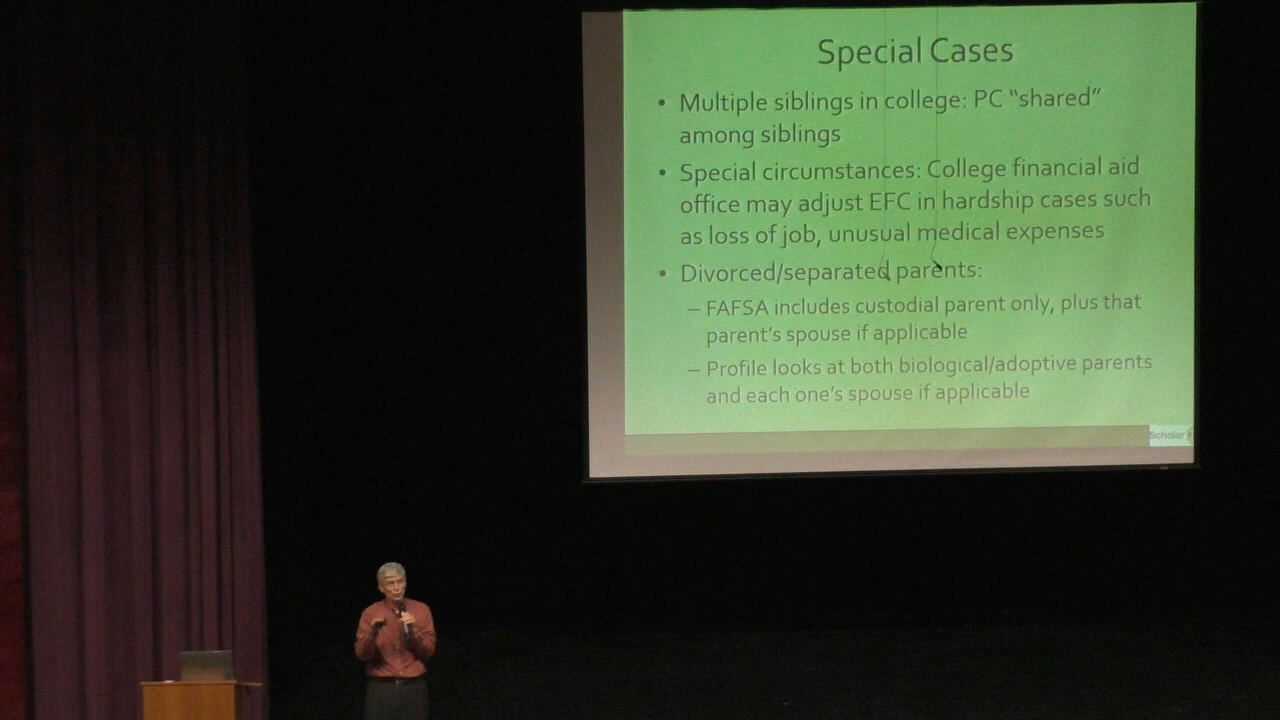 Special Cases
• Multiple siblings in college: PC “shared”
among siblings
• Special circumstances: College financial aid
office may adjust EFC in hardship cases such
as loss of job, unusual medical expenses
• Divorced/separated parents:
– FAFSA includes custodial parent only, plus that
parent’s spouse if applicable
– Profile looks at both biological/adoptive parents
and each one’s spouse if applicable
Scholar